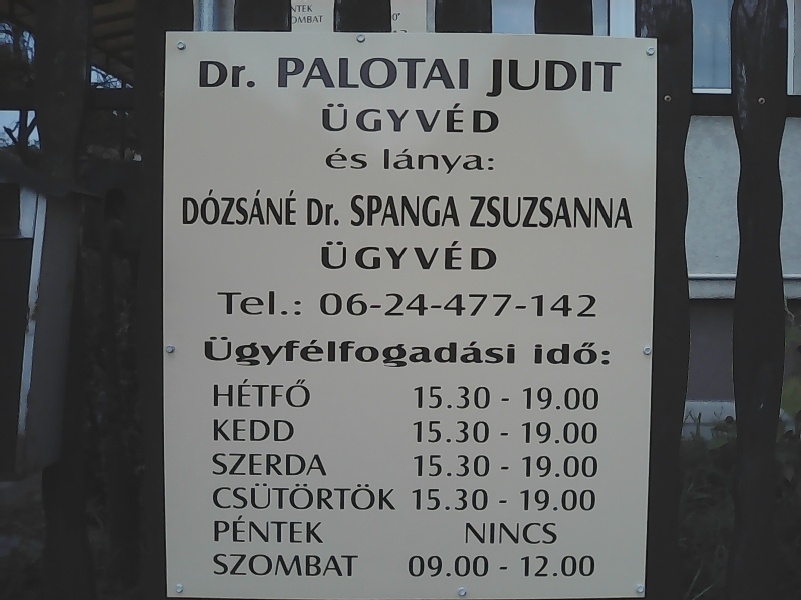 NTEK
SZOMBAT
Dr. PALOTAI JUDIT
ÜGYVÉD
és lánya:
DÓZSÁNÉ Dr. SPANGA ZSUZSANNA
ÜGYVÉD
Tel.: 06-24-477-142
Ügyfélfogadási idő:
HÉTFŐ 15.30 - 19.00
KEDD 15.30 - 19.00
SZERDA 15.30 - 19.00
CSÜTÖRTÖK 15.30 - 19.00
PÉNTEK NINCS
SZOMBAT 09.00 - 12.00